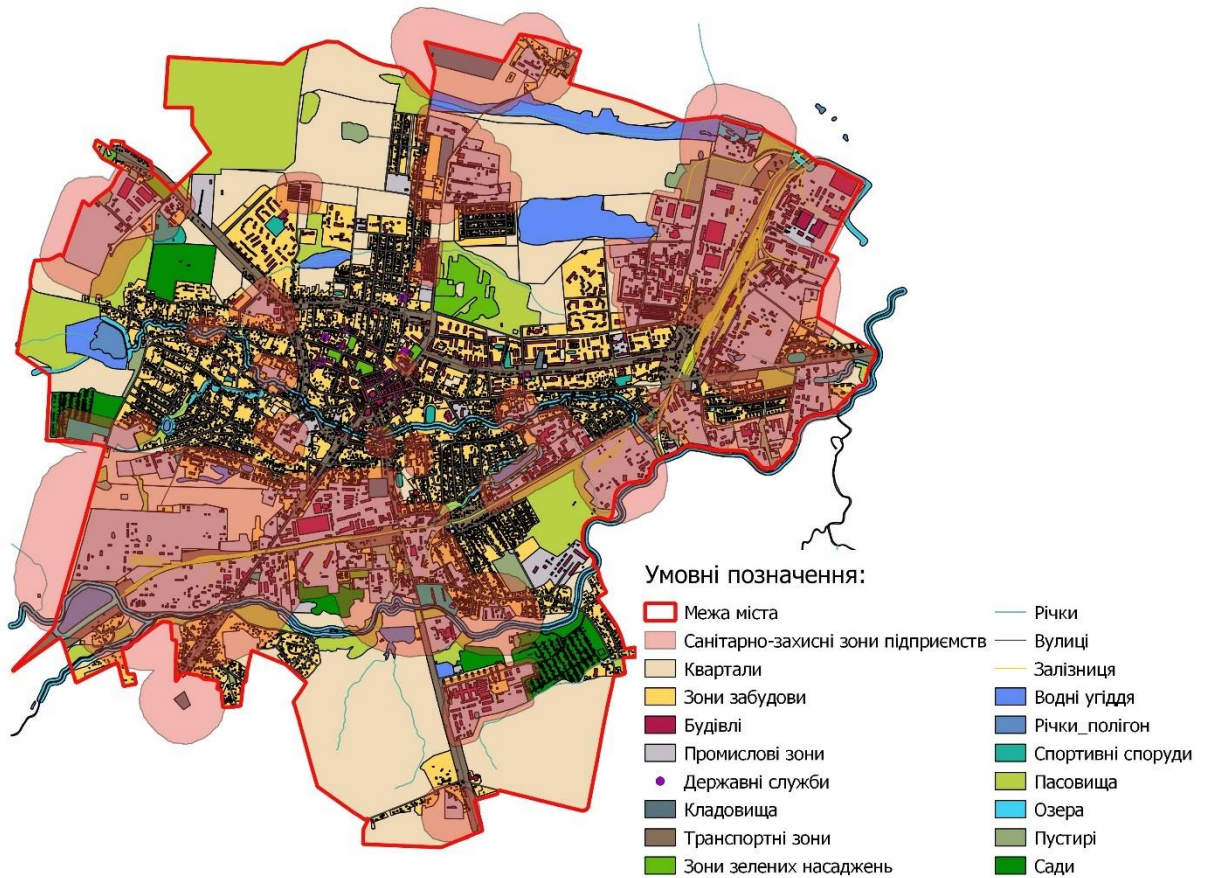 Умовні позначення:
Межа міста
Санітарно-захисні зони підприємств
Квартали
Зони забудови
Будівлі
Промислові зони
Державні служби
Кладовища
Транспортні зони
Зони зелених насаджень
Річки
Вулиці
Залізниця
Водні угіддя
Річки_полігон
Спортивні споруди
Пасовища
Озера
Пустирі
Сади